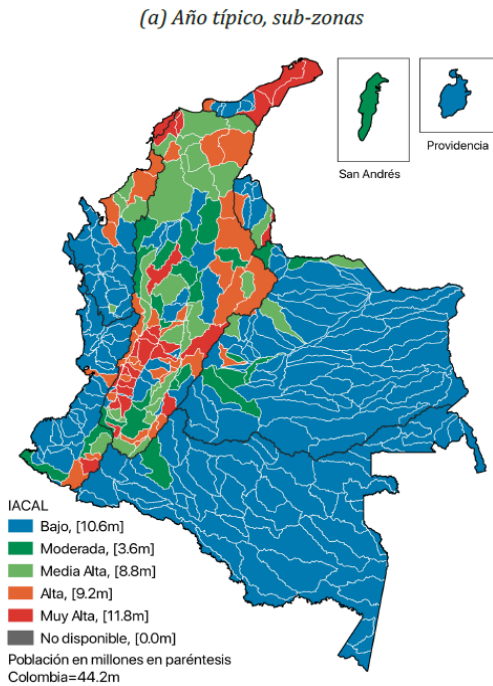 (a) Año típico, sub-zonas
San Andrés
Providencia
IACAL
Bajo, [10.6m]
Moderada, [3.6m]
Media Alta, [8.8m]
Alta, [9.2m]
Muy Alta, [11.8m]
No disponible, [0.0m]
Población en millones en paréntesis
Colombia=44.2m